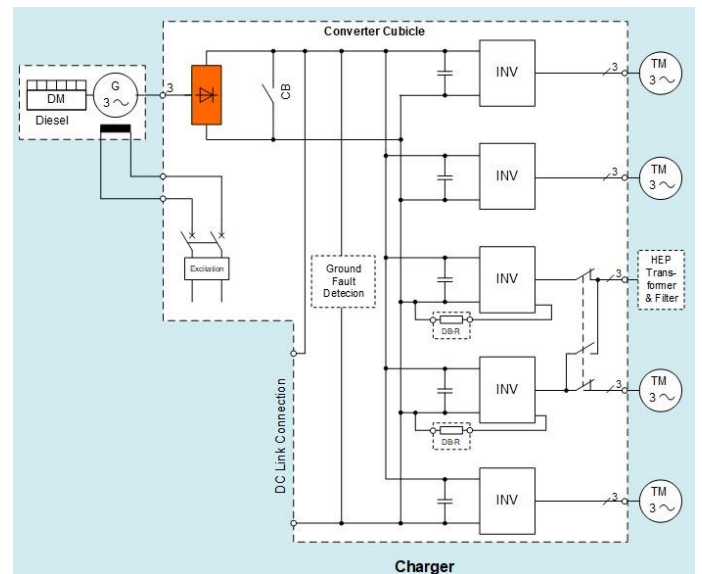 Converter Cubicle
G
3
DM
Diesel
3
CB
INV
3
TM
3
INV
3
TM
3
Excitation
Ground
Fault
Detecion
INV
DB-R
3
HEP
Trans-
former
& Filter
INV
DB-R
3
TM
3
DC Link Connection
INV
3
TM
3
Charger